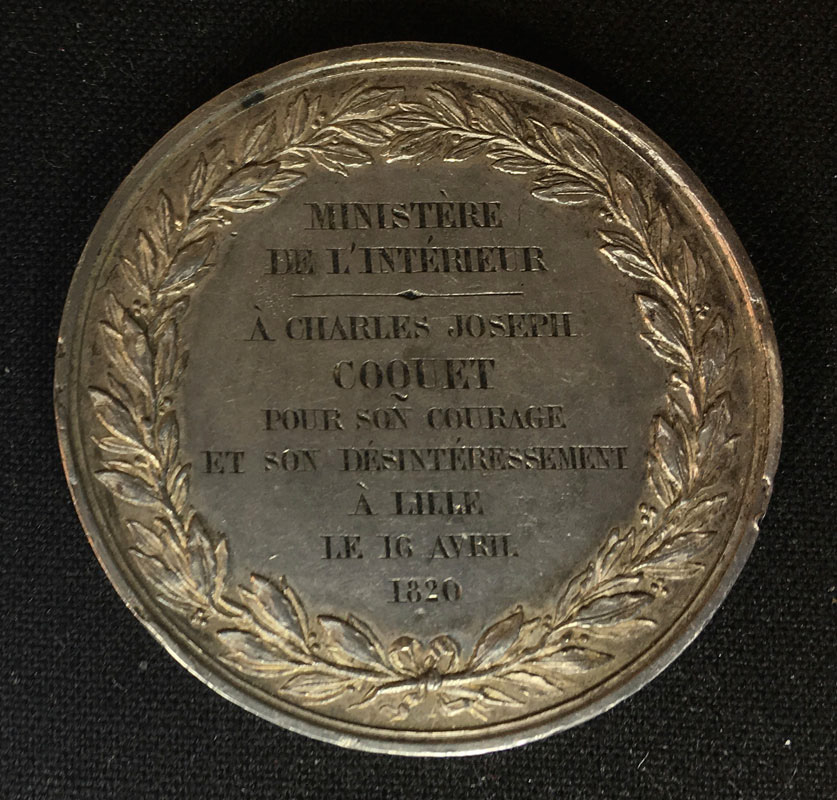 MINISTÈRE
DE L'INTÉRIEUR
À CHARLES JOSEPH
COQUET
POUR SON COURAGE
ET SON DÉSINTÉRESSEMENT
À LILLE
LE 16 AVRIL
1820